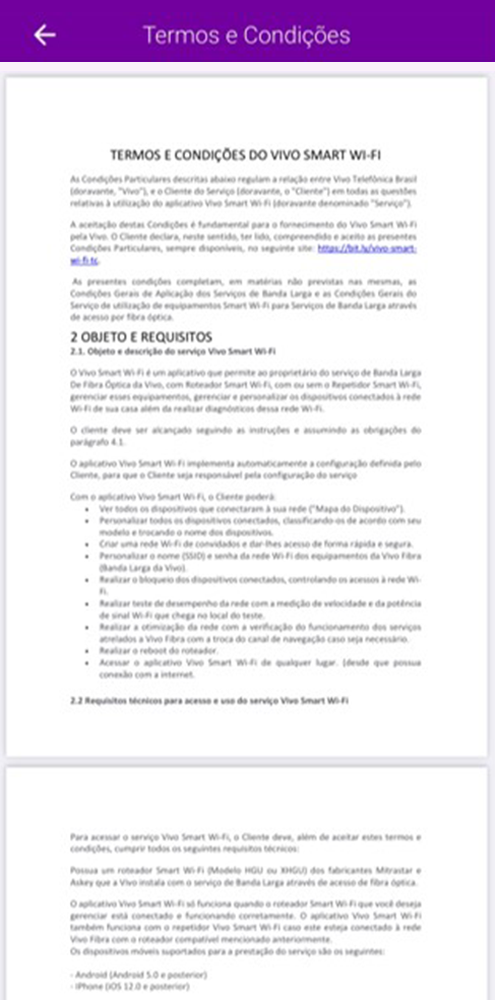 Termos e Condições
TERMOS E CONDIÇÕES DO VIVO SMART WI-FI
As Condições Particulares descritas abaixo regulam a relação entre Vivo Telefônica Brasil
(doravante, "Vivo"), e o Cliente do Serviço (doravante, o "Cliente") em todas as questões
relativas à utilização do aplicativo Vivo Smart Wi-Fi (doravante denominado "Serviço").
A aceitação destas Condições é fundamental para o fornecimento do Vivo Smart Wi-Fi
pela Vivo. O Cliente declara, neste sentido, ter lido, compreendido e aceito as presentes
Condições Particulares, sempre disponíveis, no seguinte site: https://bit.ly/vivo-smart-
wi-fi-tc.
As presentes condições completam, em matérias não previstas nas mesmas, as
Condições Gerais de Aplicação dos Serviços de Banda Larga e as Condições Gerais do
Serviço de utilização de equipamentos Smart Wi-Fi para Serviços de Banda Larga através
de acesso por fibra óptica.
2 OBJETO E REQUISITOS
2.1. Objeto e descrição do serviço Vivo Smart Wi-Fi
O Vivo Smart Wi-Fi é um aplicativo que permite ao proprietário do serviço de Banda Larga
De Fibra Óptica da Vivo, com Roteador Smart Wi-Fi, com ou sem o Repetidor Smart Wi-Fi,
gerenciar esses equipamentos, gerenciar e personalizar os dispositivos conectados à rede
Wi-Fi de sua casa além da realizar diagnósticos dessa rede Wi-Fi.
O cliente deve ser alcançado seguindo as instruções e assumindo as obrigações do
parágrafo 4.1.
O aplicativo Vivo Smart Wi-Fi implementa automaticamente a configuração definida pelo
Cliente, para que o Cliente seja responsável pela configuração do serviço
Com o aplicativo Vivo Smart Wi-Fi, o Cliente poderá:
• Ver todos os dispositivos que conectaram à sua rede ("Mapa do Dispositivo").
• Personalizar todos os dispositivos conectados, classificando-os de acordo com seu
modelo e trocando o nome dos dispositivos.
• Criar uma rede Wi-Fi de convidados e dar-lhes acesso de forma rápida e segura.
• Personalizar o nome (SSID) e senha da rede Wi-Fi dos equipamentos da Vivo Fibra
(Banda Larga da Vivo).
• Realizar o bloqueio dos dispositivos conectados, controlando os acessos à rede Wi-
Fi.
• Realizar teste de desempenho da rede com a medição de velocidade e da potência
de sinal Wi-Fi que chega no local do teste.
• Realizar a otimização da rede com a verificação do funcionamento dos serviços
atrelados a Vivo Fibra com a troca do canal de navegação caso seja necessário.
• Realizar o reboot do roteador.
• Acessar o aplicativo Vivo Smart Wi-Fi de qualquer lugar. (desde que possua
conexão com a internet.
2.2 Requisitos técnicos para acesso e uso do serviço Vivo Smart Wi-Fi
Para acessar o serviço Vivo Smart Wi-Fi, o Cliente deve, além de aceitar estes termos e
condições, cumprir todos os seguintes requisitos técnicos:
Possua um roteador Smart Wi-Fi (Modelo HGU ou XHGU) dos fabricantes Mitrastar e
Askey que a Vivo instala com o serviço de Banda Larga através de acesso de fibra óptica.
O aplicativo Vivo Smart Wi-Fi só funciona quando o roteador Smart Wi-Fi que você deseja
gerenciar está conectado e funcionando corretamente. O aplicativo Vivo Smart Wi-Fi
também funciona com o repetidor Vivo Smart Wi-Fi caso este esteja conectado à rede
Vivo Fibra com o roteador compatível mencionado anteriormente.
Os dispositivos móveis suportados para a prestação do serviço são os seguintes:
- Android (Android 5.0 e posterior)
- IPhone (iOS 12.0 e posteriores)